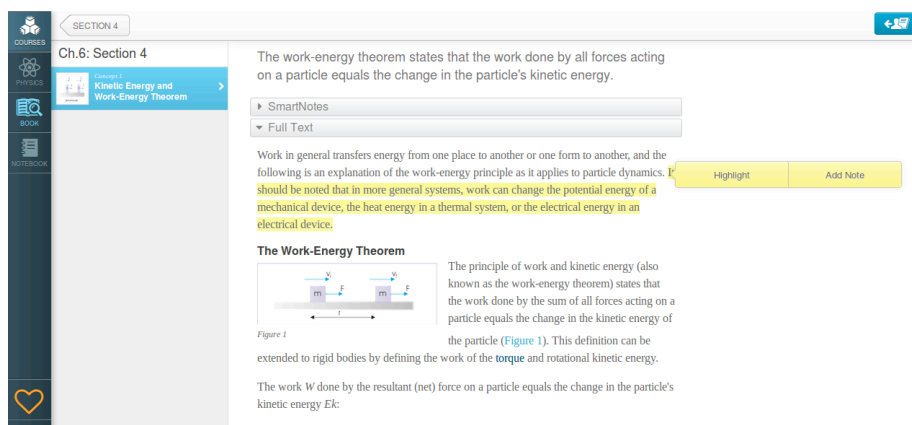 SECTION 4
COURSES
PHYSICS
BOOK
NOTEBOOK
Ch.6: Section 4
Concept 1
Kinetic Energy and
Work-Energy Theorem
The work-energy theorem states that the work done by all forces acting
on a particle equals the change in the particle's kinetic energy.
SmartNotes
Full Text
Work in general transfers energy from one place to another or one form to another, and the
following is an explanation of the work-energy principle as it applies to particle dynamics. It
should be noted that in more general systems, work can change the potential energy of a
mechanical device, the heat energy in a thermal system, or the electrical energy in an
electrical device.
Highlight
Add Note
The Work-Energy Theorem
vi vf
m F m F
r
Figure 1
The principle of work and kinetic energy (also
known as the work-energy theorem) states that
the work done by the sum of all forces acting on a
particle equals the change in the kinetic energy of
the particle (Figure 1). This definition can be
extended to rigid bodies by defining the work of the torque and rotational kinetic energy.
The work W done by the resultant (net) force on a particle equals the change in the particle's
kinetic energy Ek: